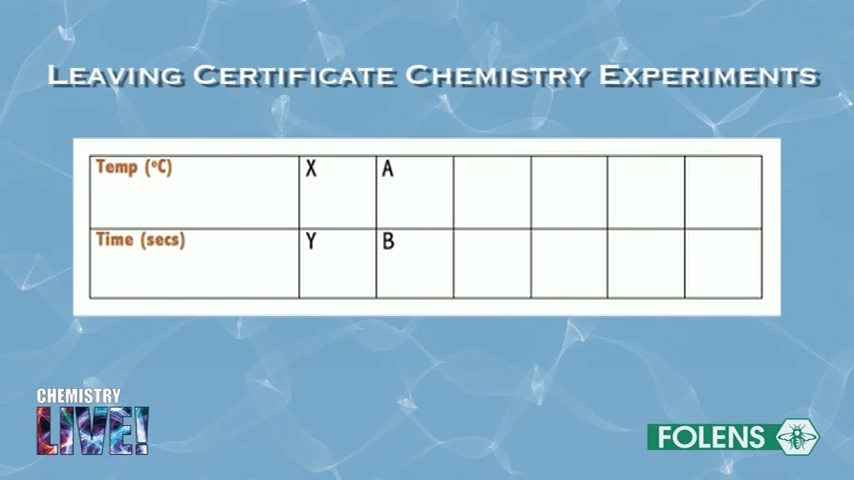 LEAVING CERTIFICATE CHEMISTRY EXPERIMENTS
Temp (°C) X A
Time (secs) Y B
CHEMISTRY
LIVE!
FOLENS